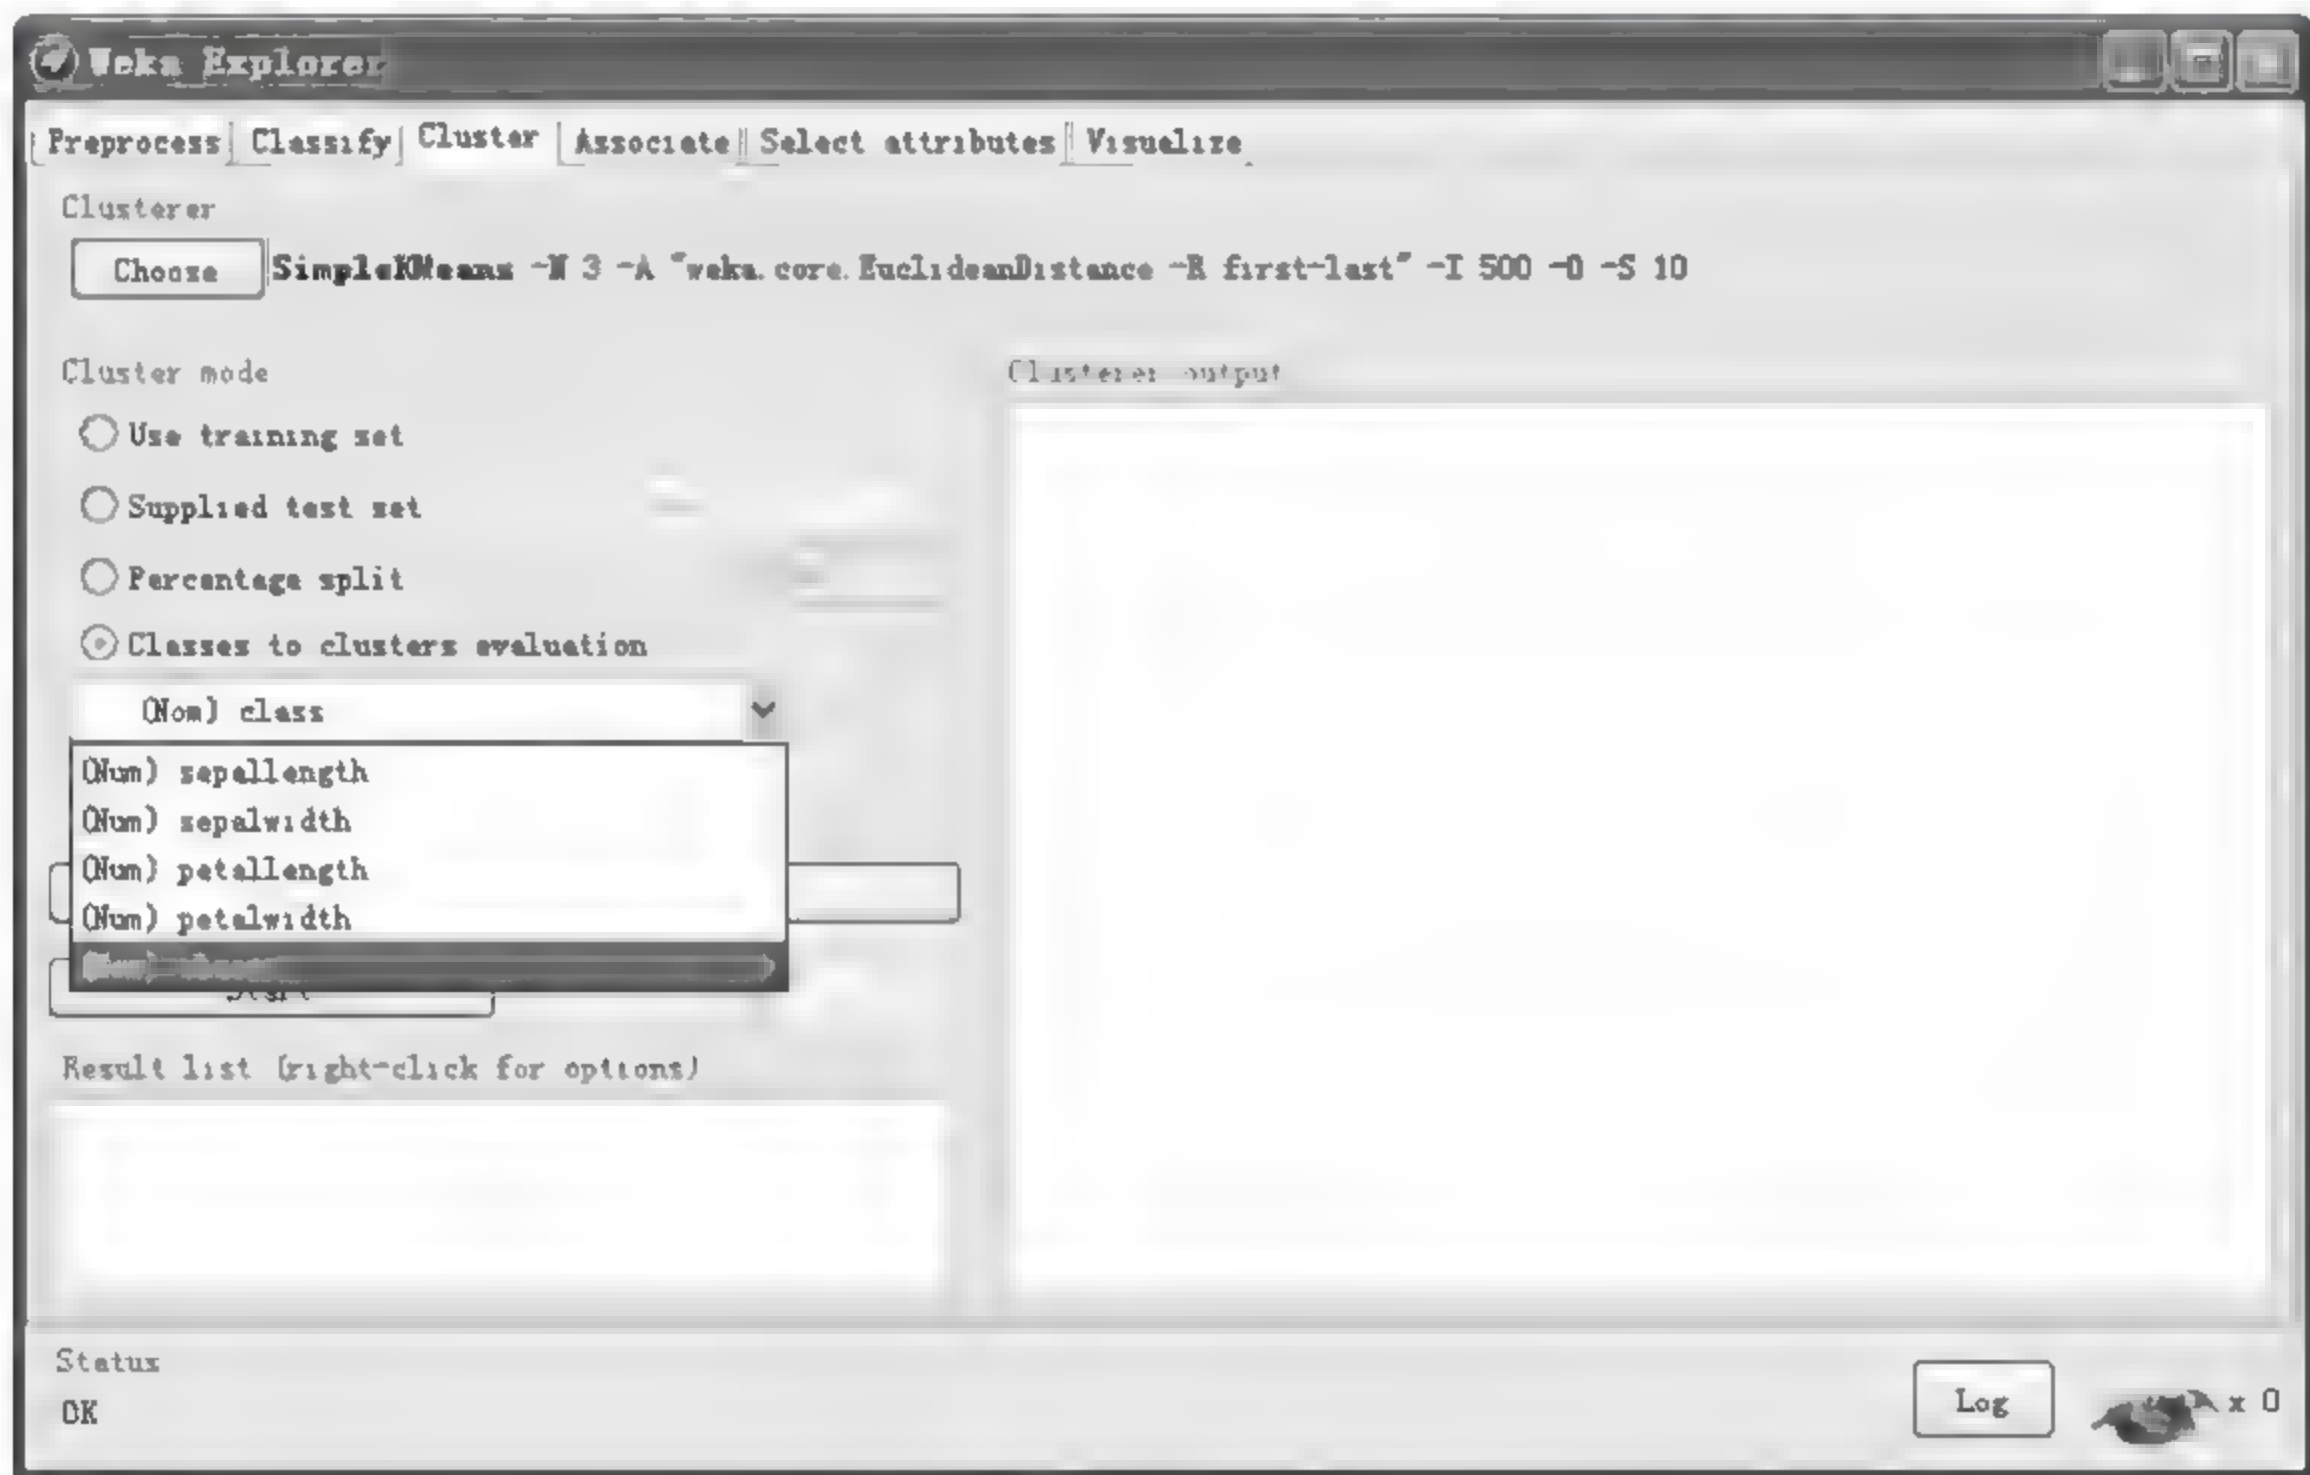 Weka Explorer
Preprocess Classify Cluster Associate Select attributes Visualize
Clusterer
Choose SimpleKMeans -N 3 -A "weka.core.EuclideanDistance -R first-last" -I 500 -O -S 10
Cluster mode
Clusterer output
Use training set
Supplied test set
Percentage split
Classes to clusters evaluation
(Nom) class
(Num) sepallength
(Num) sepalwidth
(Num) petallength
(Num) petalwidth
Start
Result list (right-click for options)
Status
OK
Log
x 0